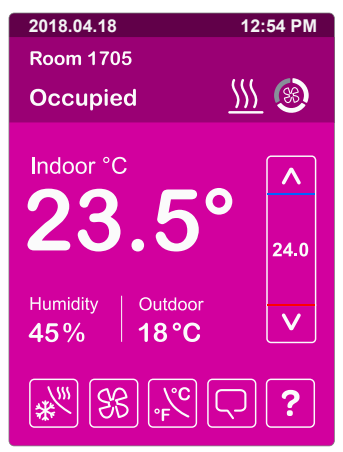 2018.04.18 12:54 PM
Room 1705
Occupied
Indoor °C
23.5°
24.0
Humidity Outdoor
45% 18°C
°F °C ?